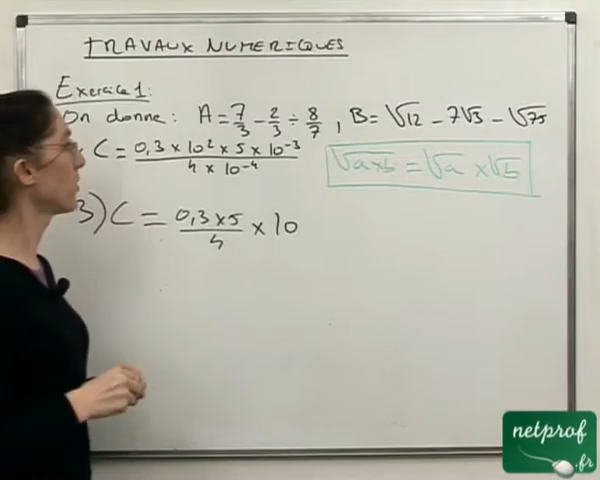 TRAVAUX NUMERIQUES
Exercice 1:
On donne: A = 7/3 - 2/3 ÷ 8/7 , B = √12 - 7√3 - √75
C = 0,3 × 10² × 5 × 10⁻³ / 4 × 10⁻⁴
√a×b = √a × √b
3) C = 0,3 × 5 / 4 × 10
netprof
.fr